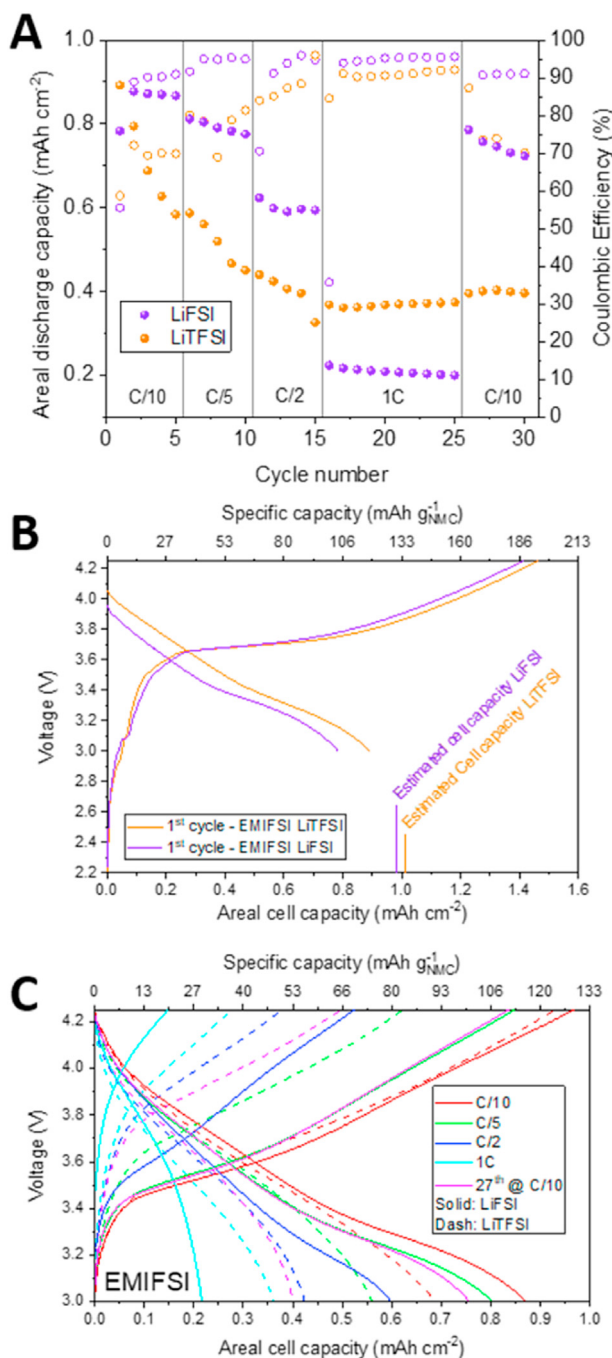 A
1.0
0.8
0.6
0.4
0.2
Areal discharge capacity (mAh cm-2)
100
90
80
70
60
50
40
30
20
10
0
Coulombic Efficiency (%)
LiFSI
LiTFSI
C/10
C/5
C/2
1C
C/10
0 5 10 15 20 25 30
Cycle number
B
Specific capacity (mAh g-1NMC)
0 27 53 80 107 133 160 187 213
4.2
4.0
3.8
3.6
3.4
3.2
3.0
2.8
2.6
2.4
2.2
Voltage (V)
Estimated cell capacity LiFSI
Estimated Cell capacity LiTFSI
1st cycle - EMIFSI LiTFSI
1st cycle - EMIFSI LiFSI
0.0 0.2 0.4 0.6 0.8 1.0 1.2 1.4 1.6
Areal cell capacity (mAh cm-2)
C
Specific capacity (mAh g-1NMC)
0 13 27 40 53 67 80 93 107 120 133
4.2
4.0
3.8
3.6
3.4
3.2
3.0
Voltage (V)
C/10
C/5
C/2
1C
27th @ C/10
Solid: LiFSI
Dash: LiTFSI
EMIFSI
0.0 0.1 0.2 0.3 0.4 0.5 0.6 0.7 0.8 0.9 1.0
Areal cell capacity (mAh cm-2)